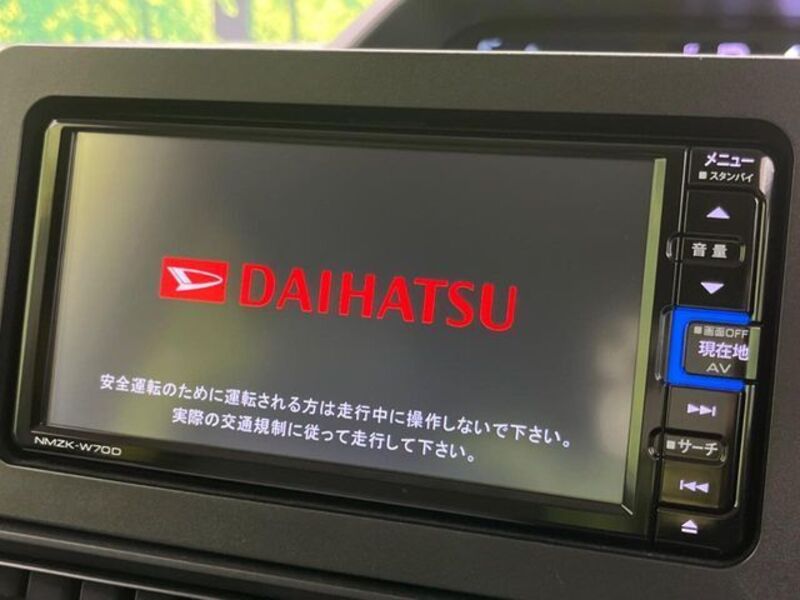 DAIHATSU
安全運転のために運転される方は走行中に操作しないで下さい。
実際の交通規制に従って走行して下さい。
NMZK-W70D
メニュー
■スタンバイ
音量
■画面OFF
現在地
AV
■サーチ